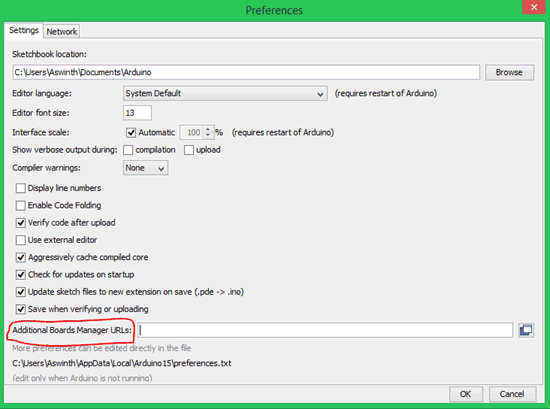 Preferences
Settings Network
Sketchbook location:
C:\Users\Aswinth\Documents\Arduino Browse
Editor language: System Default (requires restart of Arduino)
Editor font size: 13
Interface scale: Automatic 100 % (requires restart of Arduino)
Show verbose output during: compilation upload
Compiler warnings: None
Display line numbers
Enable Code Folding
Verify code after upload
Use external editor
Aggressively cache compiled core
Check for updates on startup
Update sketch files to new extension on save (.pde -> .ino)
Save when verifying or uploading
Additional Boards Manager URLs:
More preferences can be edited directly in the file
C:\Users\Aswinth\AppData\Local\Arduino15\preferences.txt
(edit only when Arduino is not running)
OK Cancel